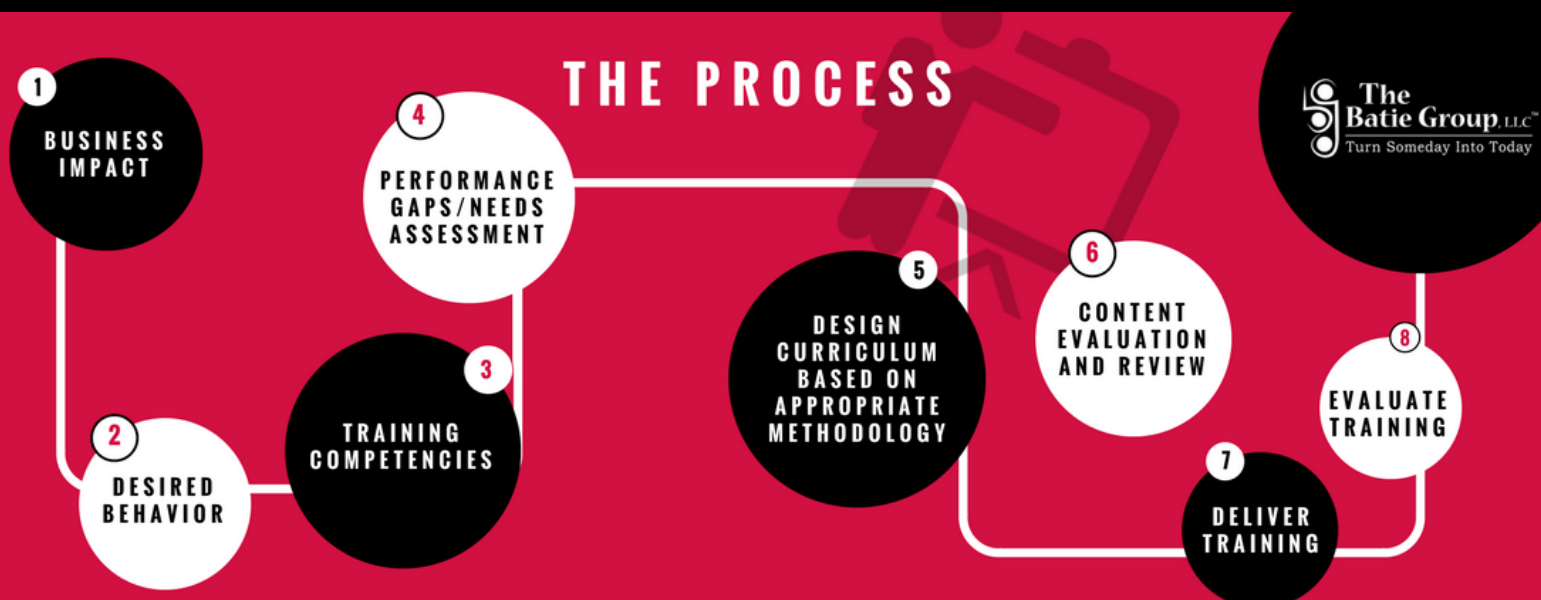 THE PROCESS
1
BUSINESS
IMPACT
2
DESIRED
BEHAVIOR
3
TRAINING
COMPETENCIES
4
PERFORMANCE
GAPS/NEEDS
ASSESSMENT
5
DESIGN
CURRICULUM
BASED ON
APPROPRIATE
METHODOLOGY
6
CONTENT
EVALUATION
AND REVIEW
7
DELIVER
TRAINING
8
EVALUATE
TRAINING
The
Batie Group, LLC™
Turn Someday Into Today